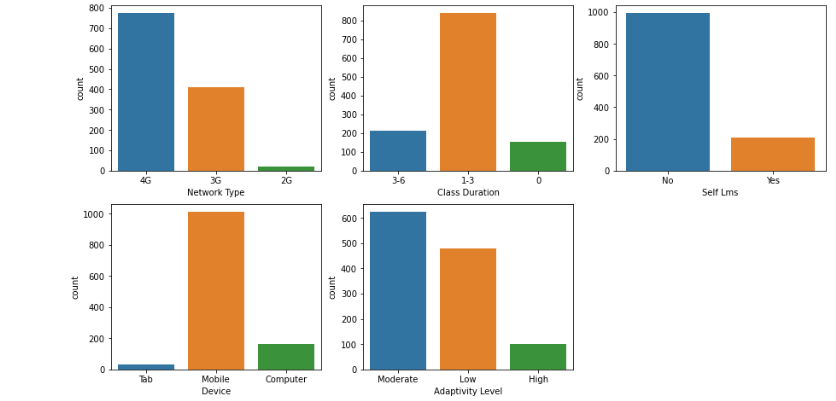 800
700
600
500
400
300
200
100
0
count
4G 3G 2G
Network Type
800
700
600
500
400
300
200
100
0
count
3-6 1-3 0
Class Duration
1000
800
600
400
200
0
count
No Yes
Self Lms
1000
800
600
400
200
0
count
Tab Mobile Computer
Device
600
500
400
300
200
100
0
count
Moderate Low High
Adaptivity Level